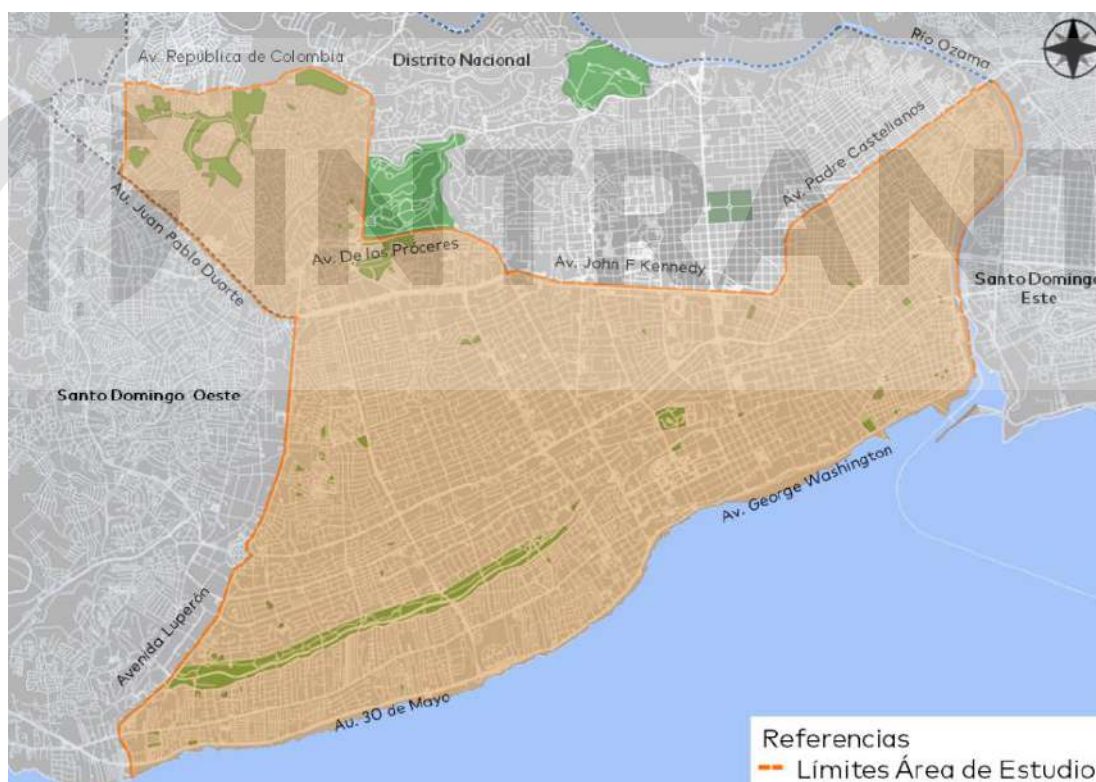 Río Ozama
Av. República de Colombia
Distrito Nacional
Av. Padre Castellanos
Av. Juan Pablo Duarte
Av. De los Próceres
Av. John F Kennedy
INTRANT
Santo Domingo
Este
Santo Domingo Oeste
Av. George Washington
Avenida Luperón
Av. 30 de Mayo
Referencias
Límites Área de Estudio